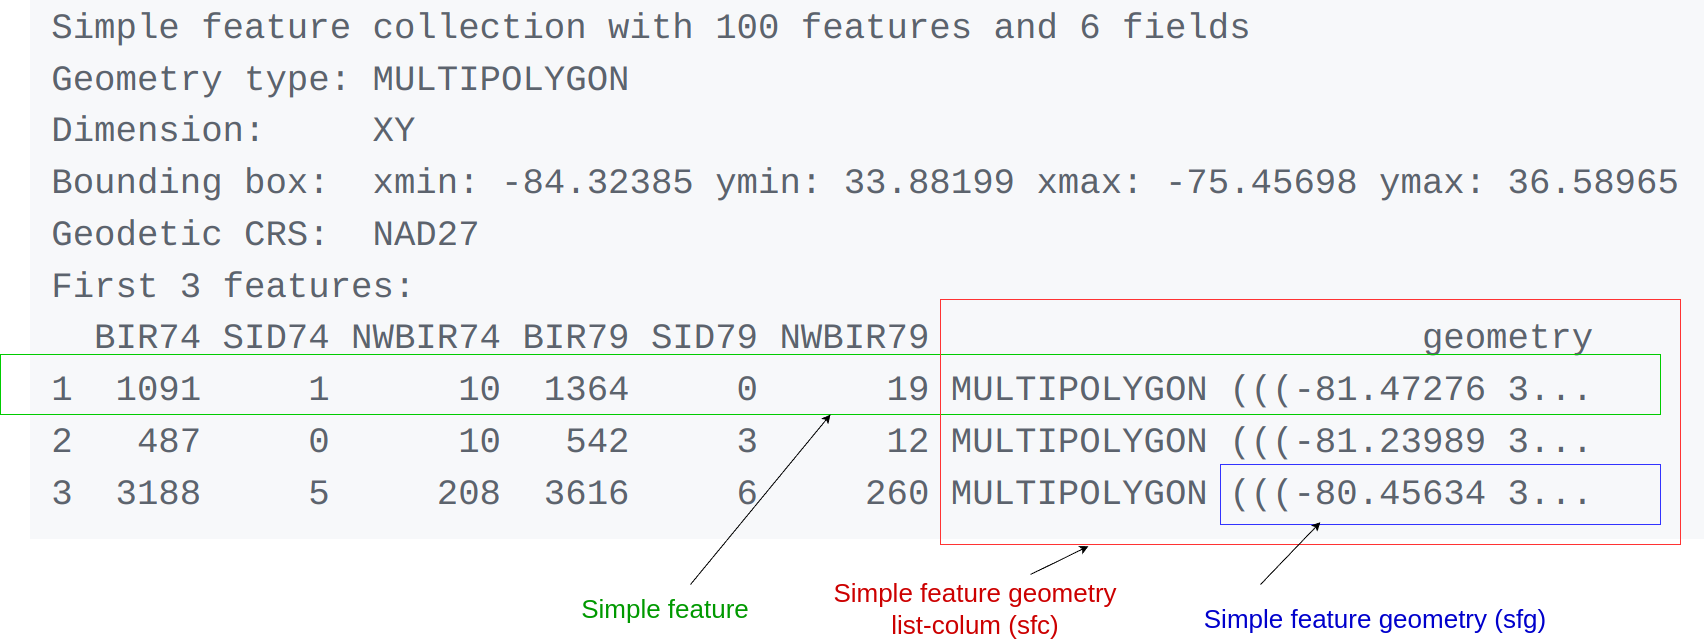 Simple feature collection with 100 features and 6 fields
Geometry type: MULTIPOLYGON
Dimension:     XY
Bounding box:  xmin: -84.32385 ymin: 33.88199 xmax: -75.45698 ymax: 36.58965
Geodetic CRS:  NAD27
First 3 features:
  BIR74 SID74 NWBIR74 BIR79 SID79 NWBIR79                       geometry
1  1091     1      10  1364     0      19 MULTIPOLYGON (((-81.47276 3...
2   487     0      10   542     3      12 MULTIPOLYGON (((-81.23989 3...
3  3188     5     208  3616     6     260 MULTIPOLYGON (((-80.45634 3...
Simple feature
Simple feature geometry
list-colum (sfc)
Simple feature geometry (sfg)